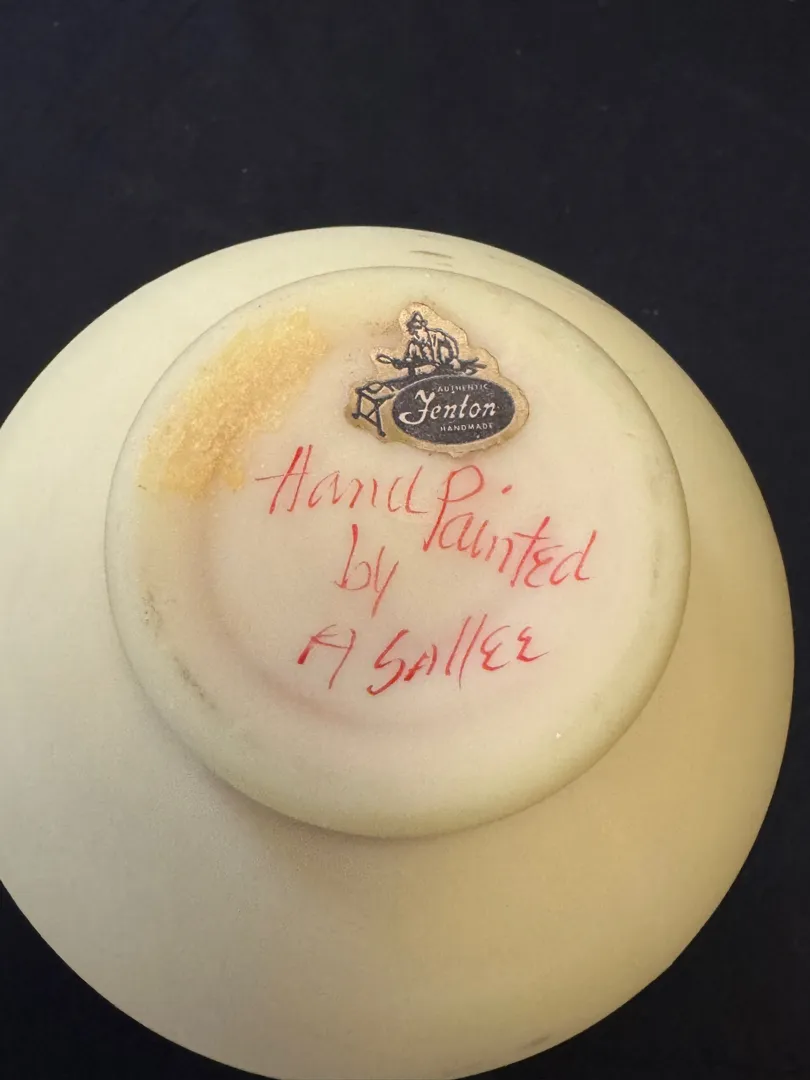 AUTHENTIC
Fenton
HANDMADE
Hand Painted
by
A Sallee